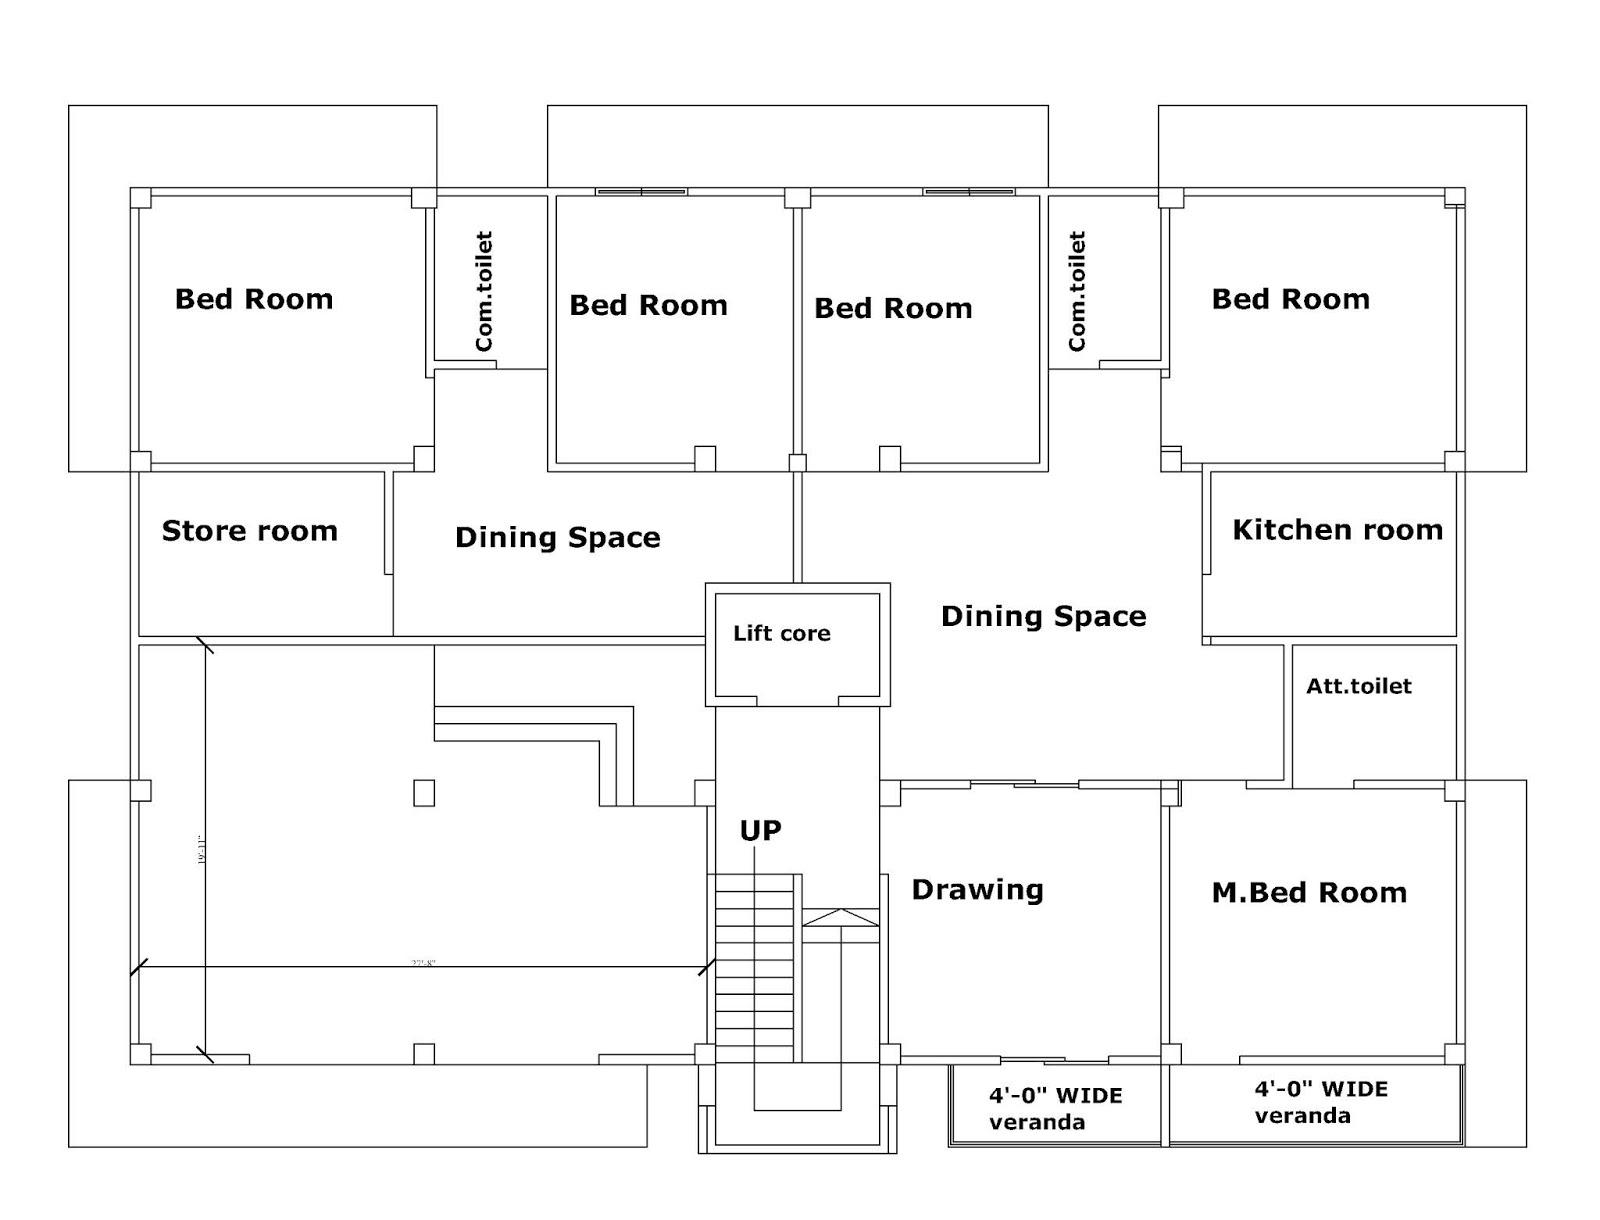 Bed Room
Com.toilet
Bed Room
Bed Room
Com.toilet
Bed Room
Store room
Dining Space
Kitchen room
Dining Space
Lift core
Att.toilet
UP
19'-11"
Drawing
M.Bed Room
27'-8"
4'-0" WIDE
veranda
4'-0" WIDE
veranda